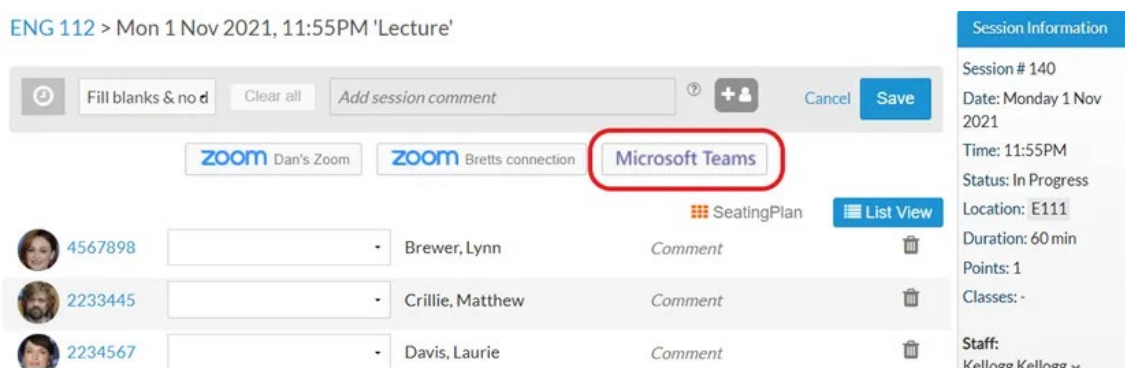 ENG 112 > Mon 1 Nov 2021, 11:55PM 'Lecture'
Fill blanks & no
Clear all
Add session comment
?
Cancel
Save
zoom Dan's Zoom
zoom Bretts connection
Microsoft Teams
SeatingPlan
List View
4567898
Brewer, Lynn
Comment
2233445
Crillie, Matthew
Comment
2234567
Davis, Laurie
Comment
Session Information
Session # 140
Date: Monday 1 Nov
2021
Time: 11:55PM
Status: In Progress
Location: E111
Duration: 60 min
Points: 1
Classes: -
Staff:
Kellogg Kellogg